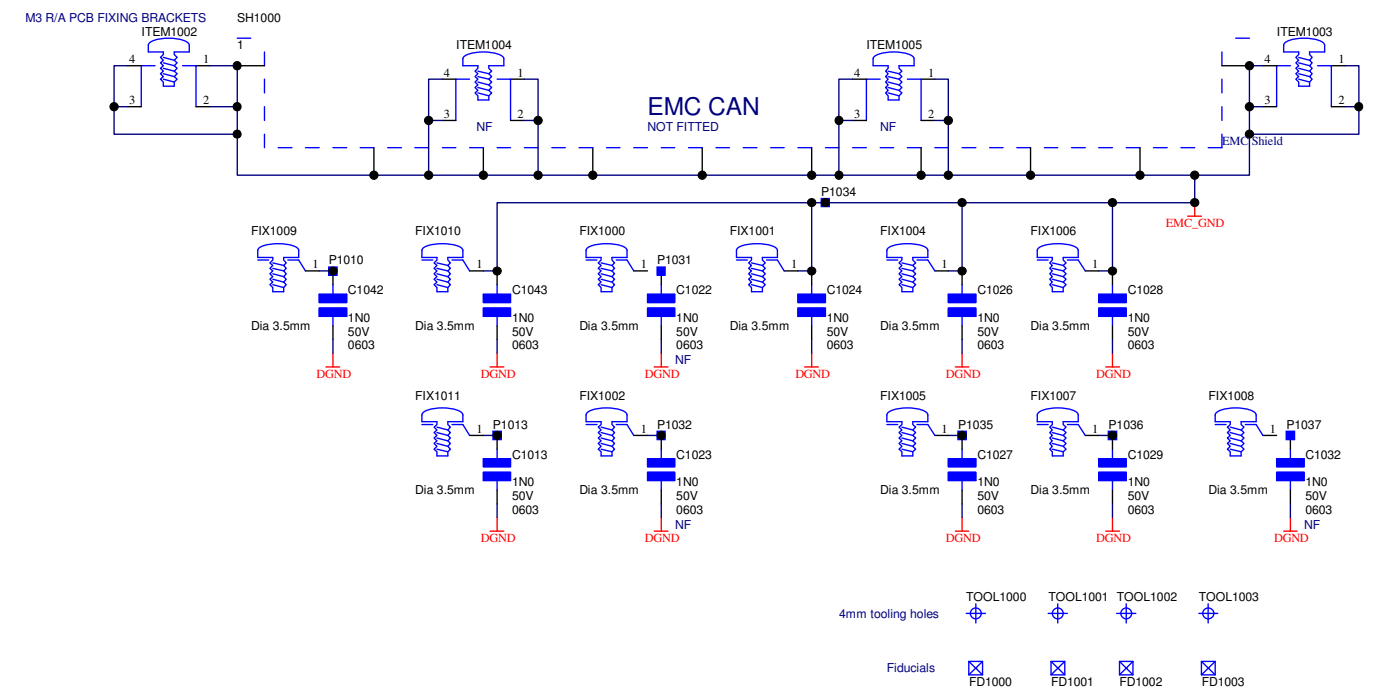 M3 R/A PCB FIXING BRACKETS
SH1000
ITEM1002
1
4
1
3
2
ITEM1004
4
1
3
2
NF
EMC CAN
NOT FITTED
ITEM1005
4
1
3
2
NF
ITEM1003
4
1
3
2
EMC Shield
P1034
EMC_GND
FIX1009
1
P1010
C1042
Dia 3.5mm
1N0
50V
0603
DGND
FIX1010
1
C1043
Dia 3.5mm
1N0
50V
0603
DGND
FIX1000
1
P1031
C1022
Dia 3.5mm
1N0
50V
0603
NF
DGND
FIX1001
1
C1024
Dia 3.5mm
1N0
50V
0603
DGND
FIX1004
1
C1026
Dia 3.5mm
1N0
50V
0603
DGND
FIX1006
1
C1028
Dia 3.5mm
1N0
50V
0603
DGND
FIX1011
1
P1013
C1013
Dia 3.5mm
1N0
50V
0603
DGND
FIX1002
1
P1032
C1023
Dia 3.5mm
1N0
50V
0603
NF
DGND
FIX1005
1
P1035
C1027
Dia 3.5mm
1N0
50V
0603
DGND
FIX1007
1
P1036
C1029
Dia 3.5mm
1N0
50V
0603
DGND
FIX1008
1
P1037
C1032
Dia 3.5mm
1N0
50V
0603
NF
DGND
4mm tooling holes
TOOL1000
TOOL1001
TOOL1002
TOOL1003
Fiducials
FD1000
FD1001
FD1002
FD1003